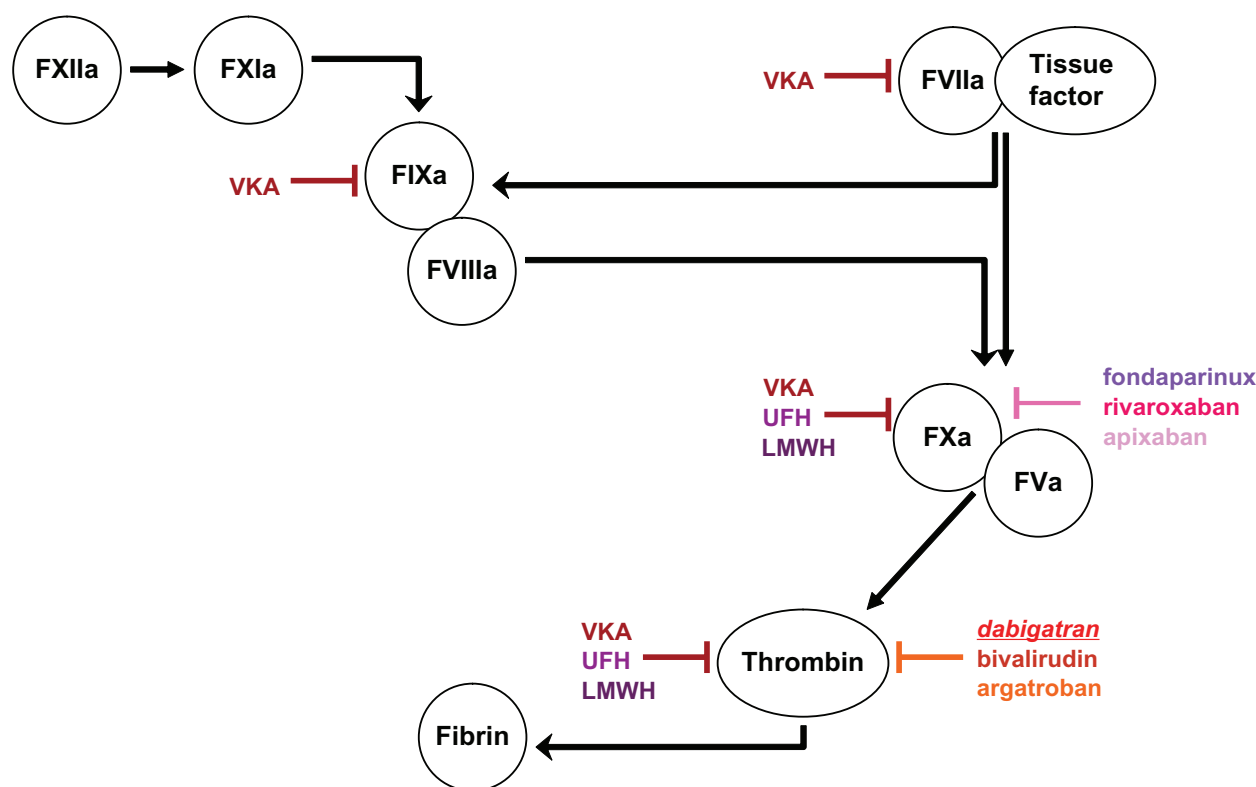 FXIIa
FXIa
VKA
FVIIa
Tissue
factor
VKA
FIXa
FVIIIa
VKA
UFH
LMWH
FXa
FVa
fondaparinux
rivaroxaban
apixaban
VKA
UFH
LMWH
Thrombin
dabigatran
bivalirudin
argatroban
Fibrin